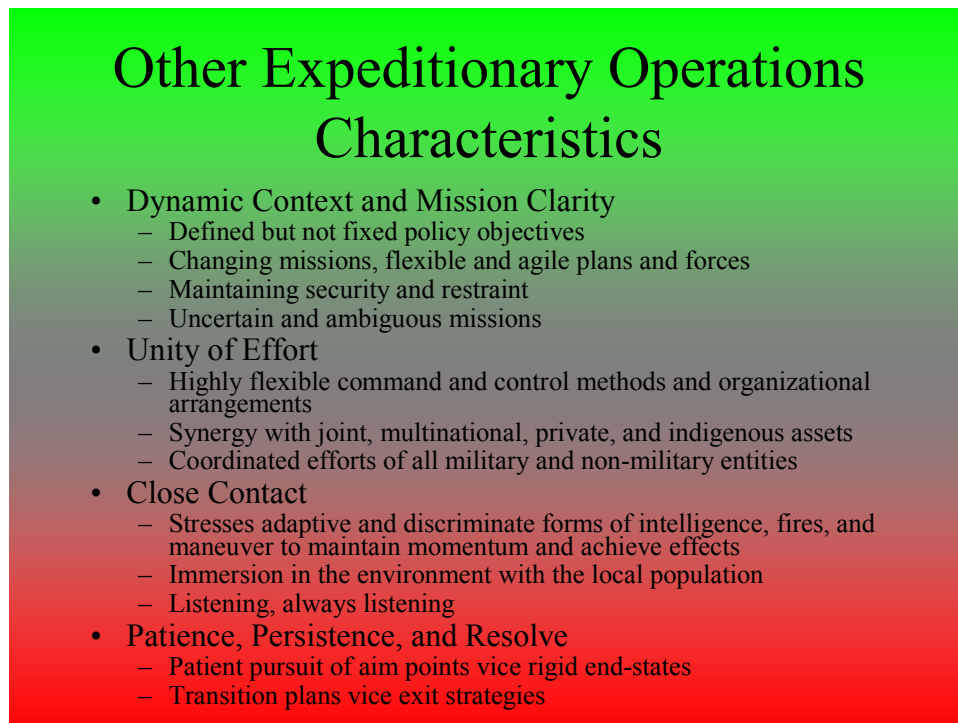 Other Expeditionary Operations
Characteristics
• Dynamic Context and Mission Clarity
– Defined but not fixed policy objectives
– Changing missions, flexible and agile plans and forces
– Maintaining security and restraint
– Uncertain and ambiguous missions
• Unity of Effort
– Highly flexible command and control methods and organizational
arrangements
– Synergy with joint, multinational, private, and indigenous assets
– Coordinated efforts of all military and non-military entities
• Close Contact
– Stresses adaptive and discriminate forms of intelligence, fires, and
maneuver to maintain momentum and achieve effects
– Immersion in the environment with the local population
– Listening, always listening
• Patience, Persistence, and Resolve
– Patient pursuit of aim points vice rigid end-states
– Transition plans vice exit strategies